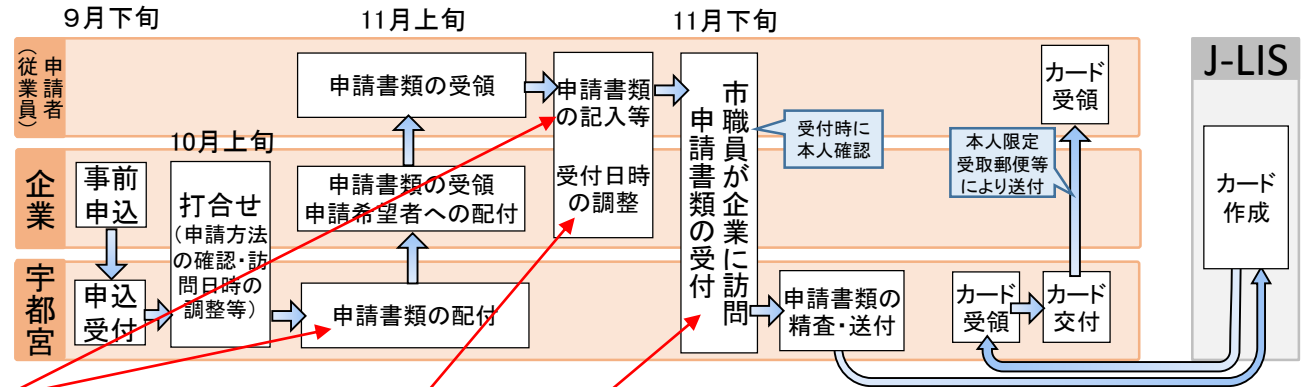 9月下旬
11月上旬
11月下旬
申請者
(従業員)
申請書類の受領
申請書類
の記入等
受付日時
の調整
市職員が企業に訪問
申請書類の受付
受付時に
本人確認
カード
受領
J-LIS
10月上旬
企業
事前
申込
打合せ
(申請方法
の確認・訪
問日時の
調整等)
申請書類の受領
申請希望者への配付
本人限定
受取郵便等
により送付
カード
作成
宇都宮
申込
受付
申請書類の配付
申請書類の
精査・送付
カード
受領
カード
交付